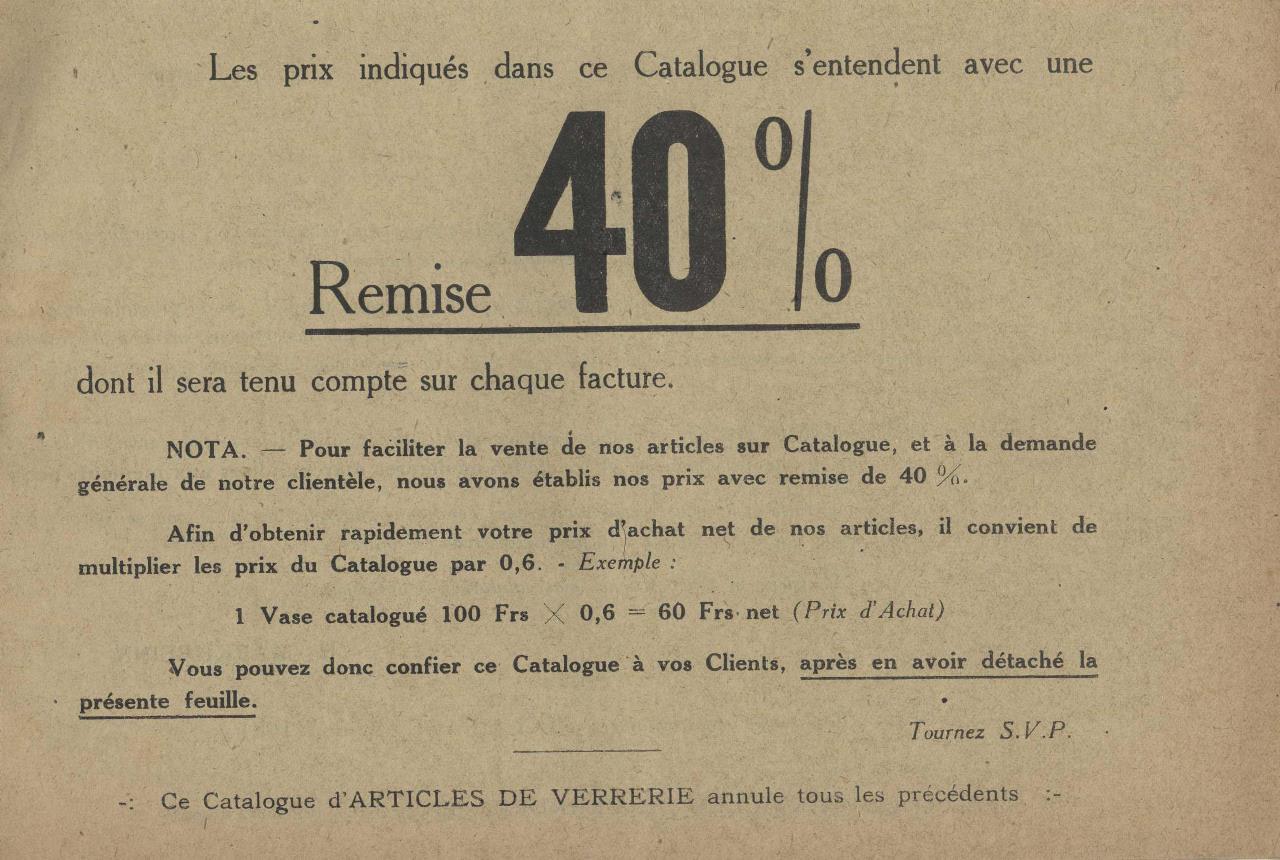 Les prix indiqués dans ce Catalogue s'entendent avec une
Remise 40 %
dont il sera tenu compte sur chaque facture.
NOTA. — Pour faciliter la vente de nos articles sur Catalogue, et à la demande
générale de notre clientèle, nous avons établis nos prix avec remise de 40 %.
Afin d'obtenir rapidement votre prix d'achat net de nos articles, il convient de
multiplier les prix du Catalogue par 0,6. - Exemple :
1 Vase catalogué 100 Frs × 0,6 = 60 Frs net (Prix d'Achat)
Vous pouvez donc confier ce Catalogue à vos Clients, après en avoir détaché la
présente feuille.
Tournez S.V.P.
-: Ce Catalogue d'ARTICLES DE VERRERIE annule tous les précédents :-